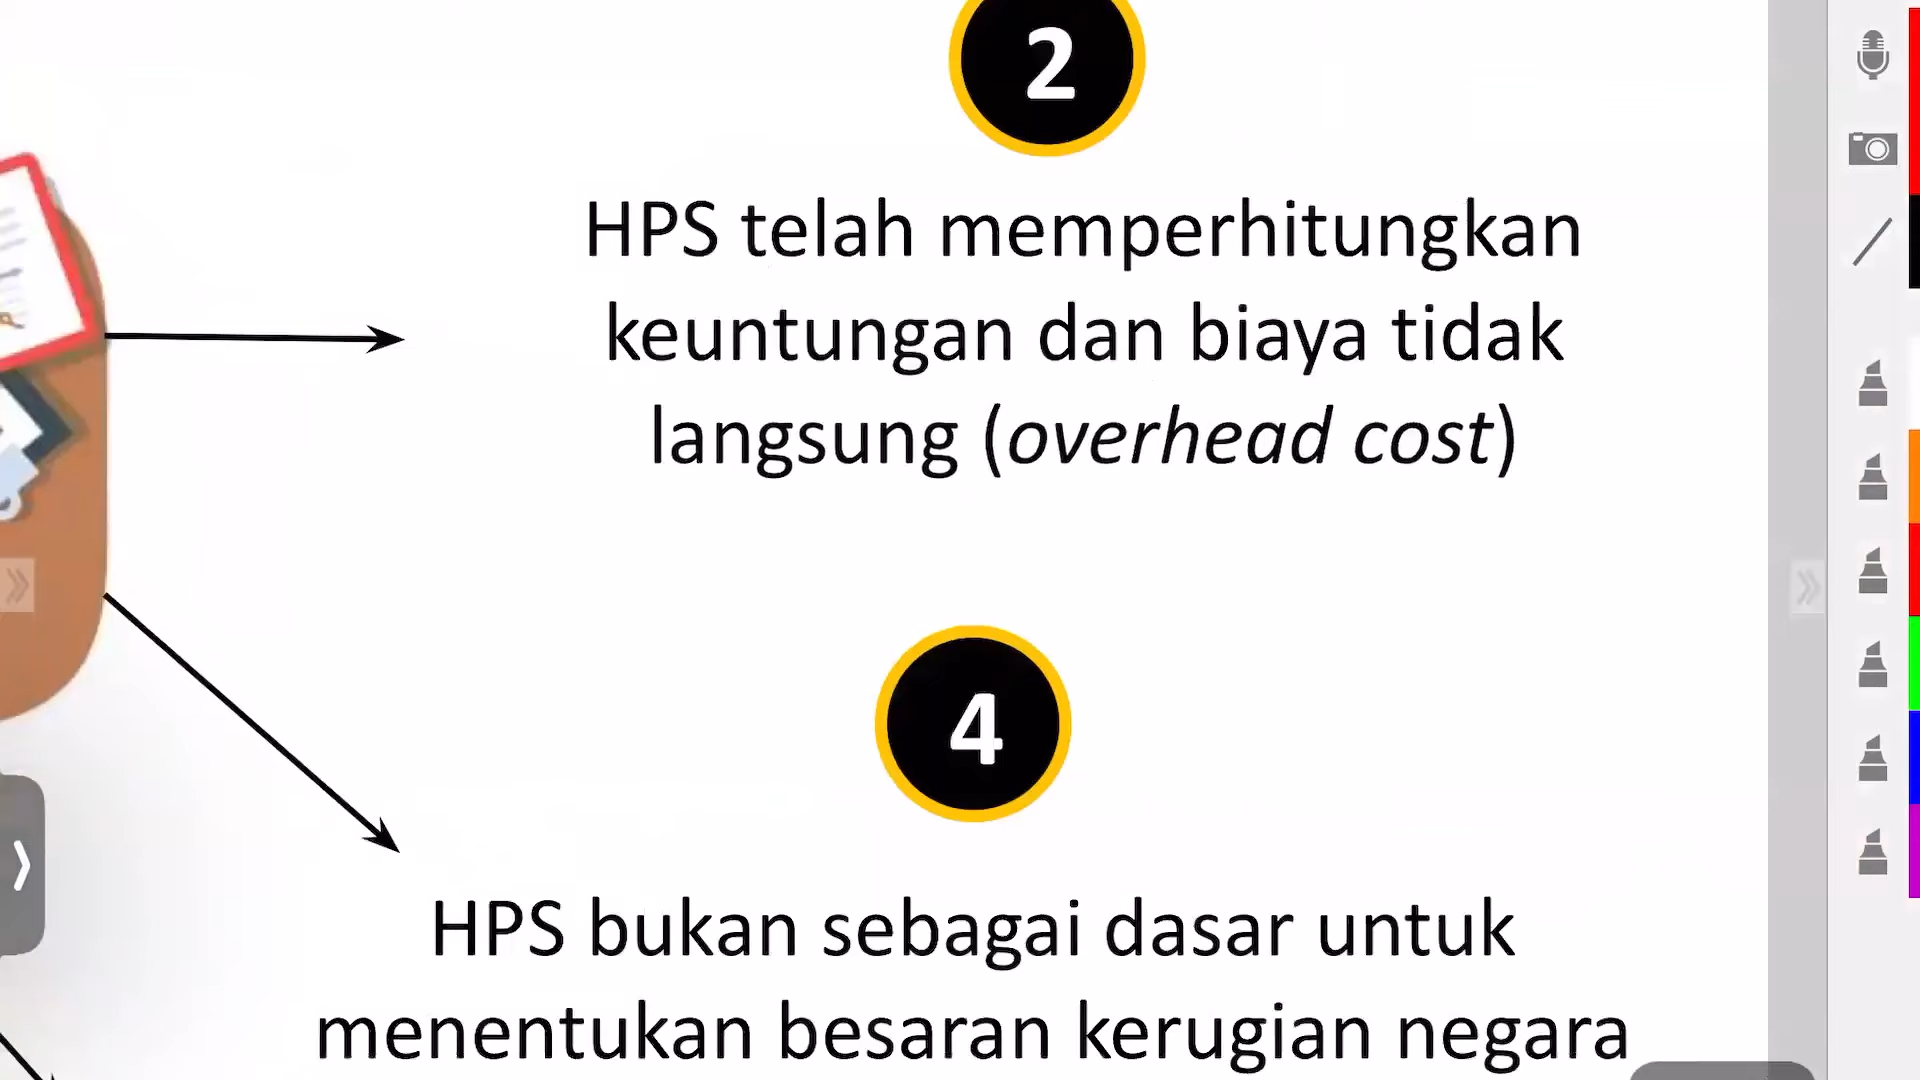 2
HPS telah memperhitungkan
keuntungan dan biaya tidak
langsung (overhead cost)
4
HPS bukan sebagai dasar untuk
menentukan besaran kerugian negara